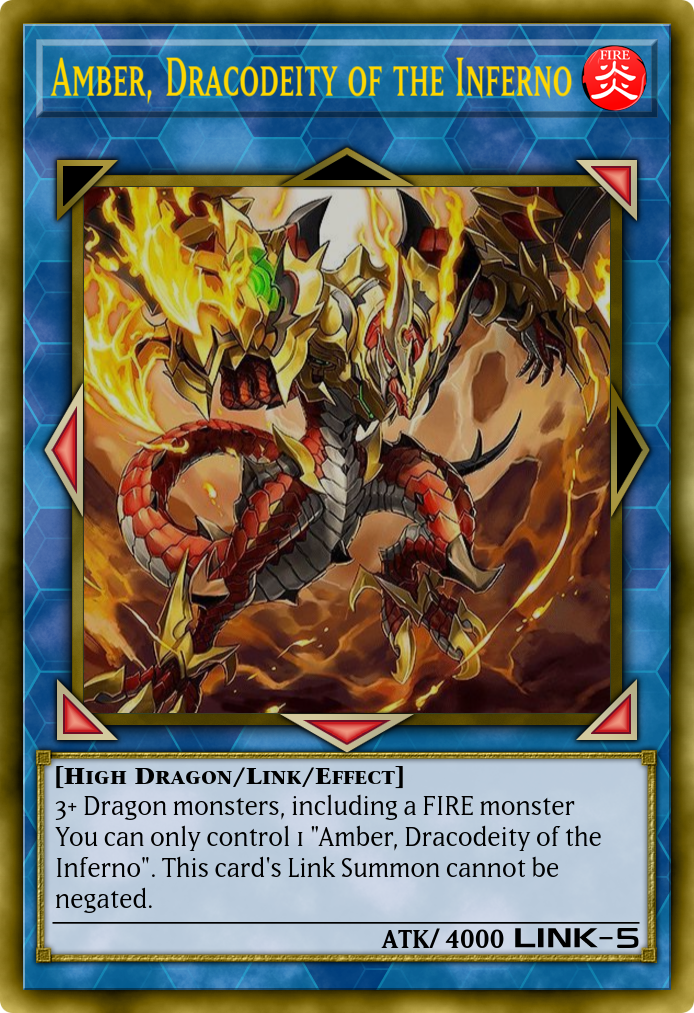 Amber, Dracodeity of the Inferno
FIRE
炎
[High Dragon/Link/Effect]
3+ Dragon monsters, including a FIRE monster
You can only control 1 "Amber, Dracodeity of the
Inferno". This card's Link Summon cannot be
negated.
ATK/ 4000 LINK-5